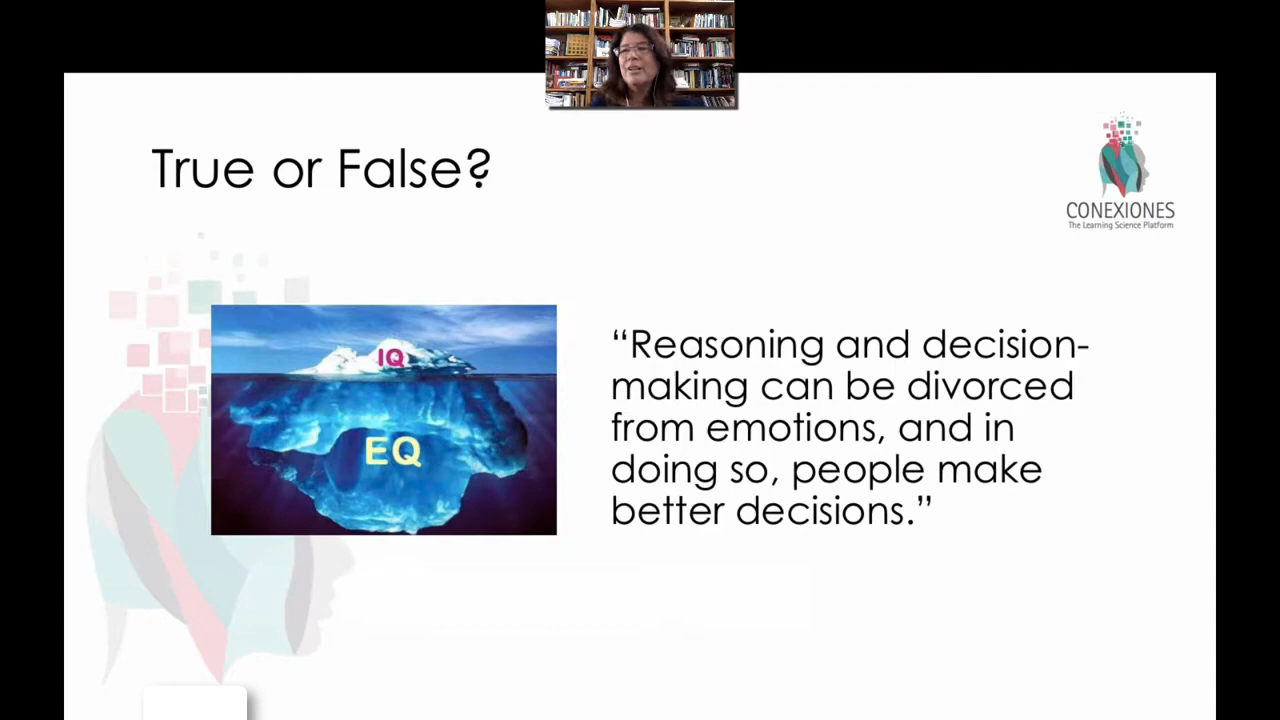 True or False?
CONEXIONES
The Learning Science Platform
IQ
EQ
“Reasoning and decision-
making can be divorced
from emotions, and in
doing so, people make
better decisions.”